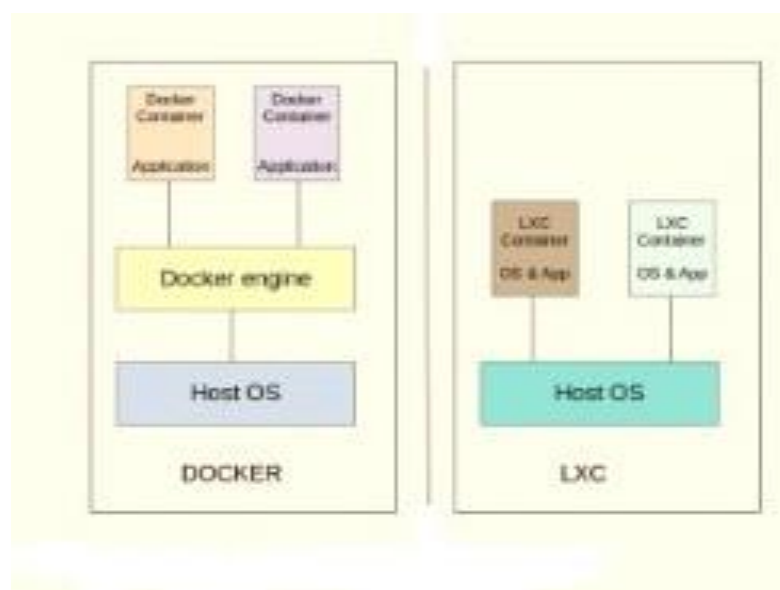 Docker
Container
Application
Docker
Container
Application
Docker engine
Host OS
DOCKER
LXC
Container
OS & App
LXC
Container
OS & App
Host OS
LXC